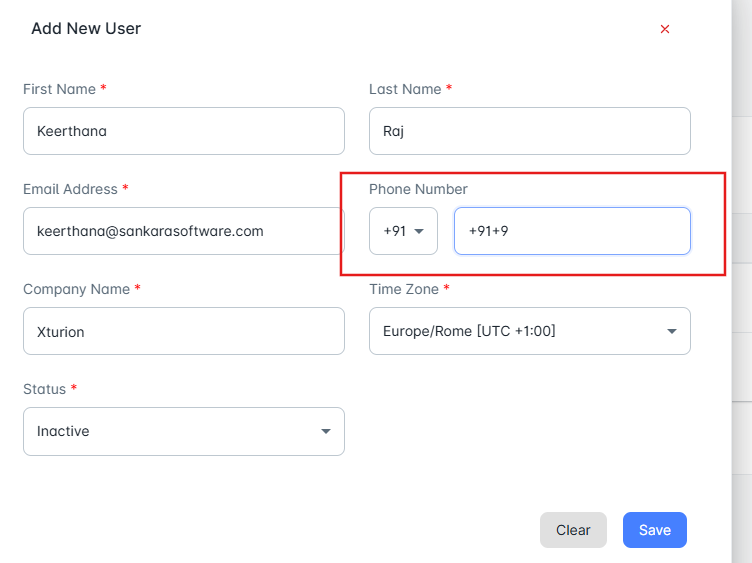 Add New User
First Name *
Last Name *
Keerthana
Raj
Email Address *
Phone Number
keerthana@sankarasoftware.com
+91
+91+9
Company Name *
Time Zone *
Xturion
Europe/Rome [UTC +1:00]
Status *
Inactive
Clear
Save